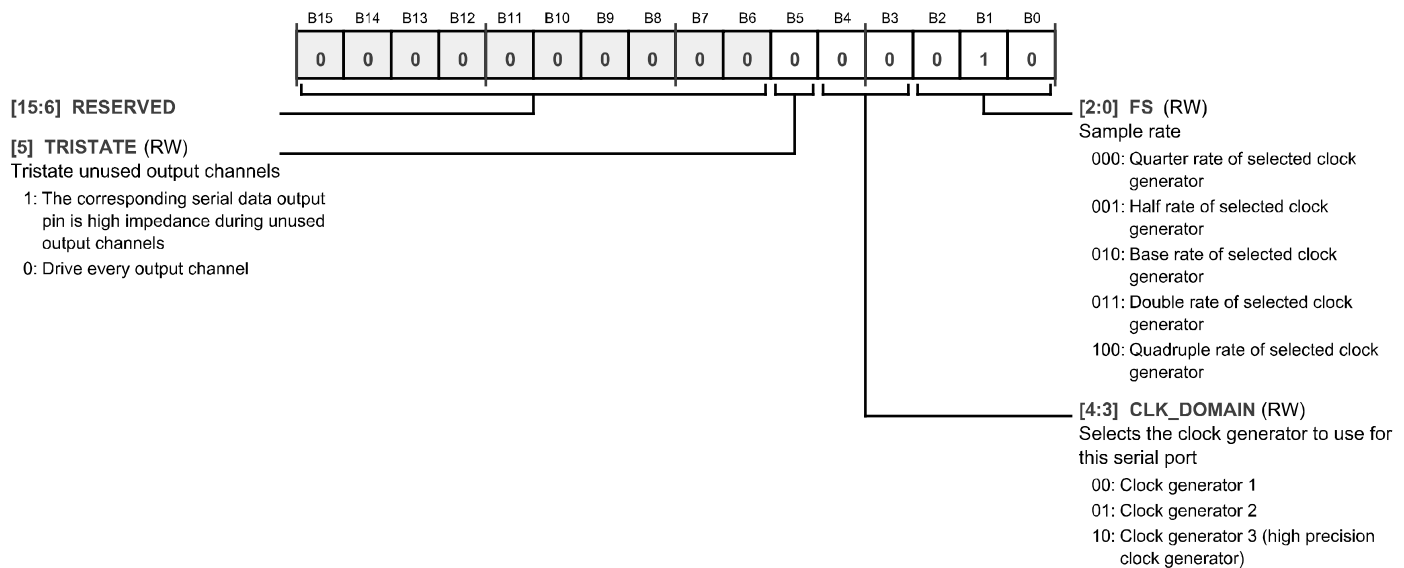 B15 B14 B13 B12 B11 B10 B9 B8 B7 B6 B5 B4 B3 B2 B1 B0
0 0 0 0 0 0 0 0 0 0 0 0 0 0 1 0
[15:6] RESERVED
[5] TRISTATE (RW)
Tristate unused output channels
1: The corresponding serial data output
pin is high impedance during unused
output channels
0: Drive every output channel
[2:0] FS (RW)
Sample rate
000: Quarter rate of selected clock
generator
001: Half rate of selected clock
generator
010: Base rate of selected clock
generator
011: Double rate of selected clock
generator
100: Quadruple rate of selected clock
generator
[4:3] CLK_DOMAIN (RW)
Selects the clock generator to use for
this serial port
00: Clock generator 1
01: Clock generator 2
10: Clock generator 3 (high precision
clock generator)